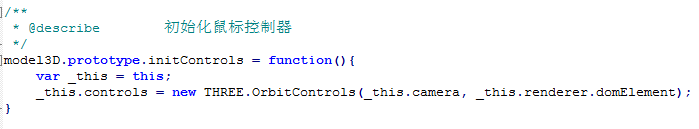 /**
 * @describe 初始化鼠标控制器
 */
model3D.prototype.initControls = function(){
    var _this = this;
    _this.controls = new THREE.OrbitControls(_this.camera, _this.renderer.domElement);
}